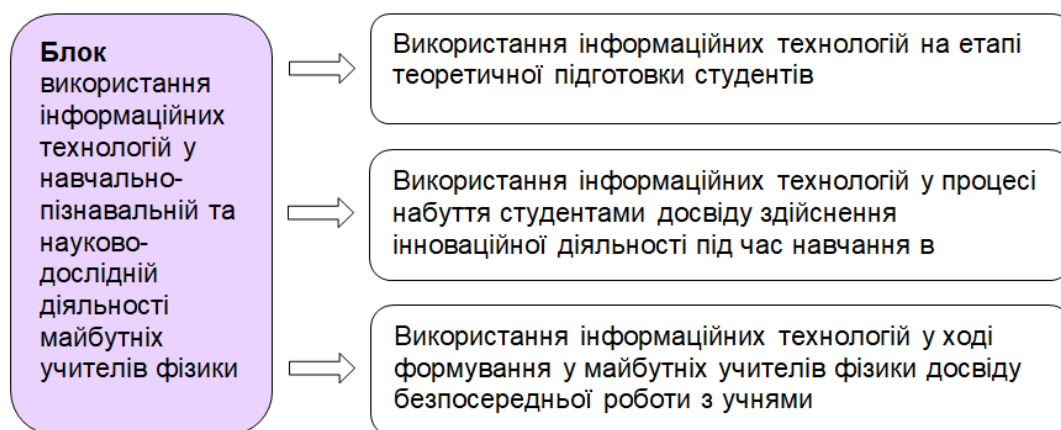 Блок
використання
інформаційних
технологій у
навчально-
пізнавальній та
науково-
дослідній
діяльності
майбутніх
учителів фізики
Використання інформаційних технологій на етапі
теоретичної підготовки студентів
Використання інформаційних технологій у процесі
набуття студентами досвіду здійснення
інноваційної діяльності під час навчання в
Використання інформаційних технологій у ході
формування у майбутніх учителів фізики досвіду
безпосередньої роботи з учнями